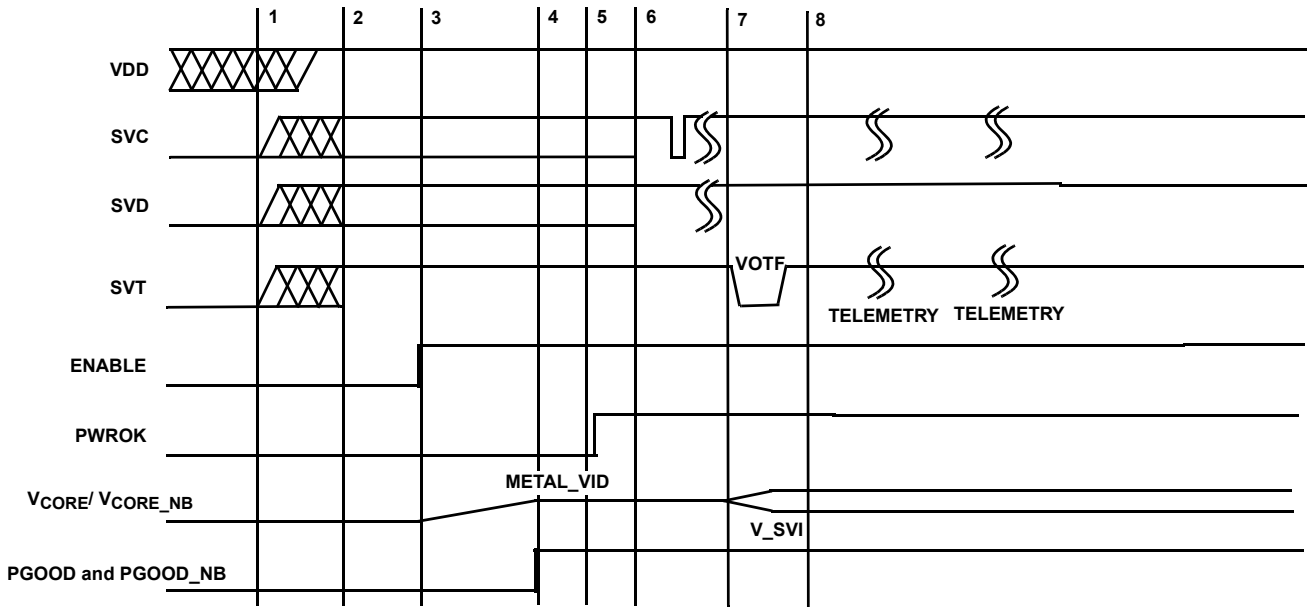 1 2 3 4 5 6 7 8
VDD
SVC
SVD
SVT
VOTF
TELEMETRY TELEMETRY
ENABLE
PWROK
METAL_VID
VCORE/ VCORE_NB
V_SVI
PGOOD and PGOOD_NB